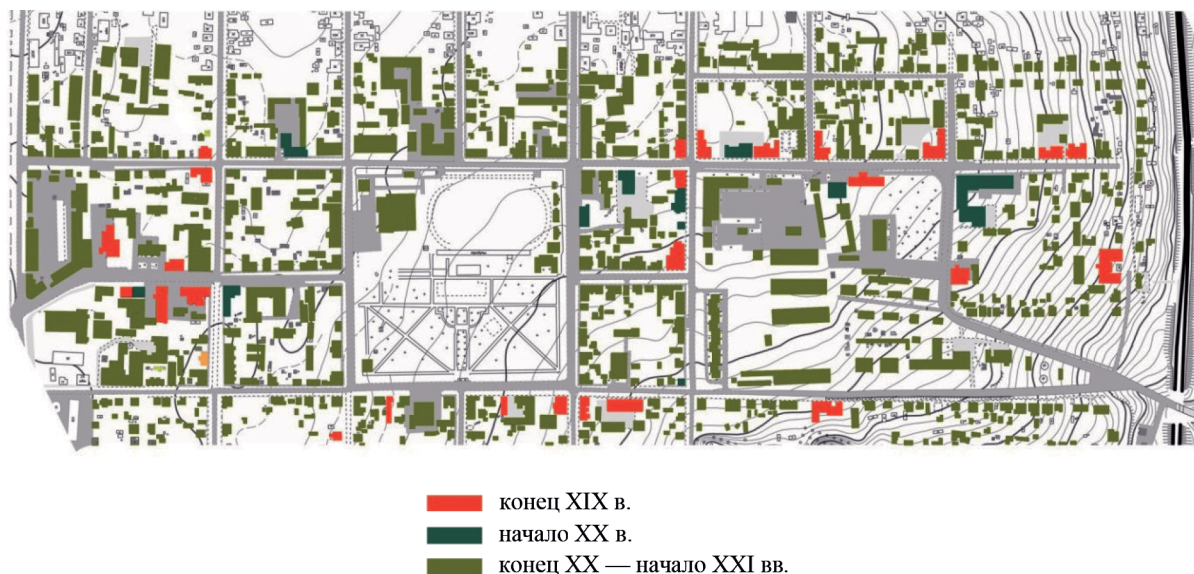 конец XIX в.
начало XX в.
конец XX — начало XXI вв.